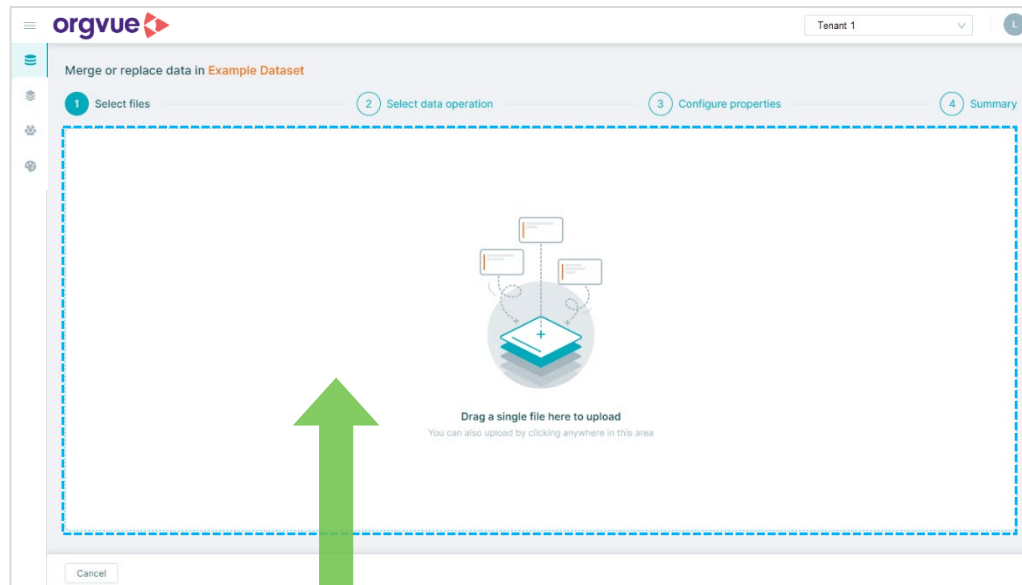 orgvue
Tenant 1
L
Merge or replace data in Example Dataset
1 Select files
2 Select data operation
3 Configure properties
4 Summary
Drag a single file here to upload
You can also upload by clicking anywhere in this area
Cancel